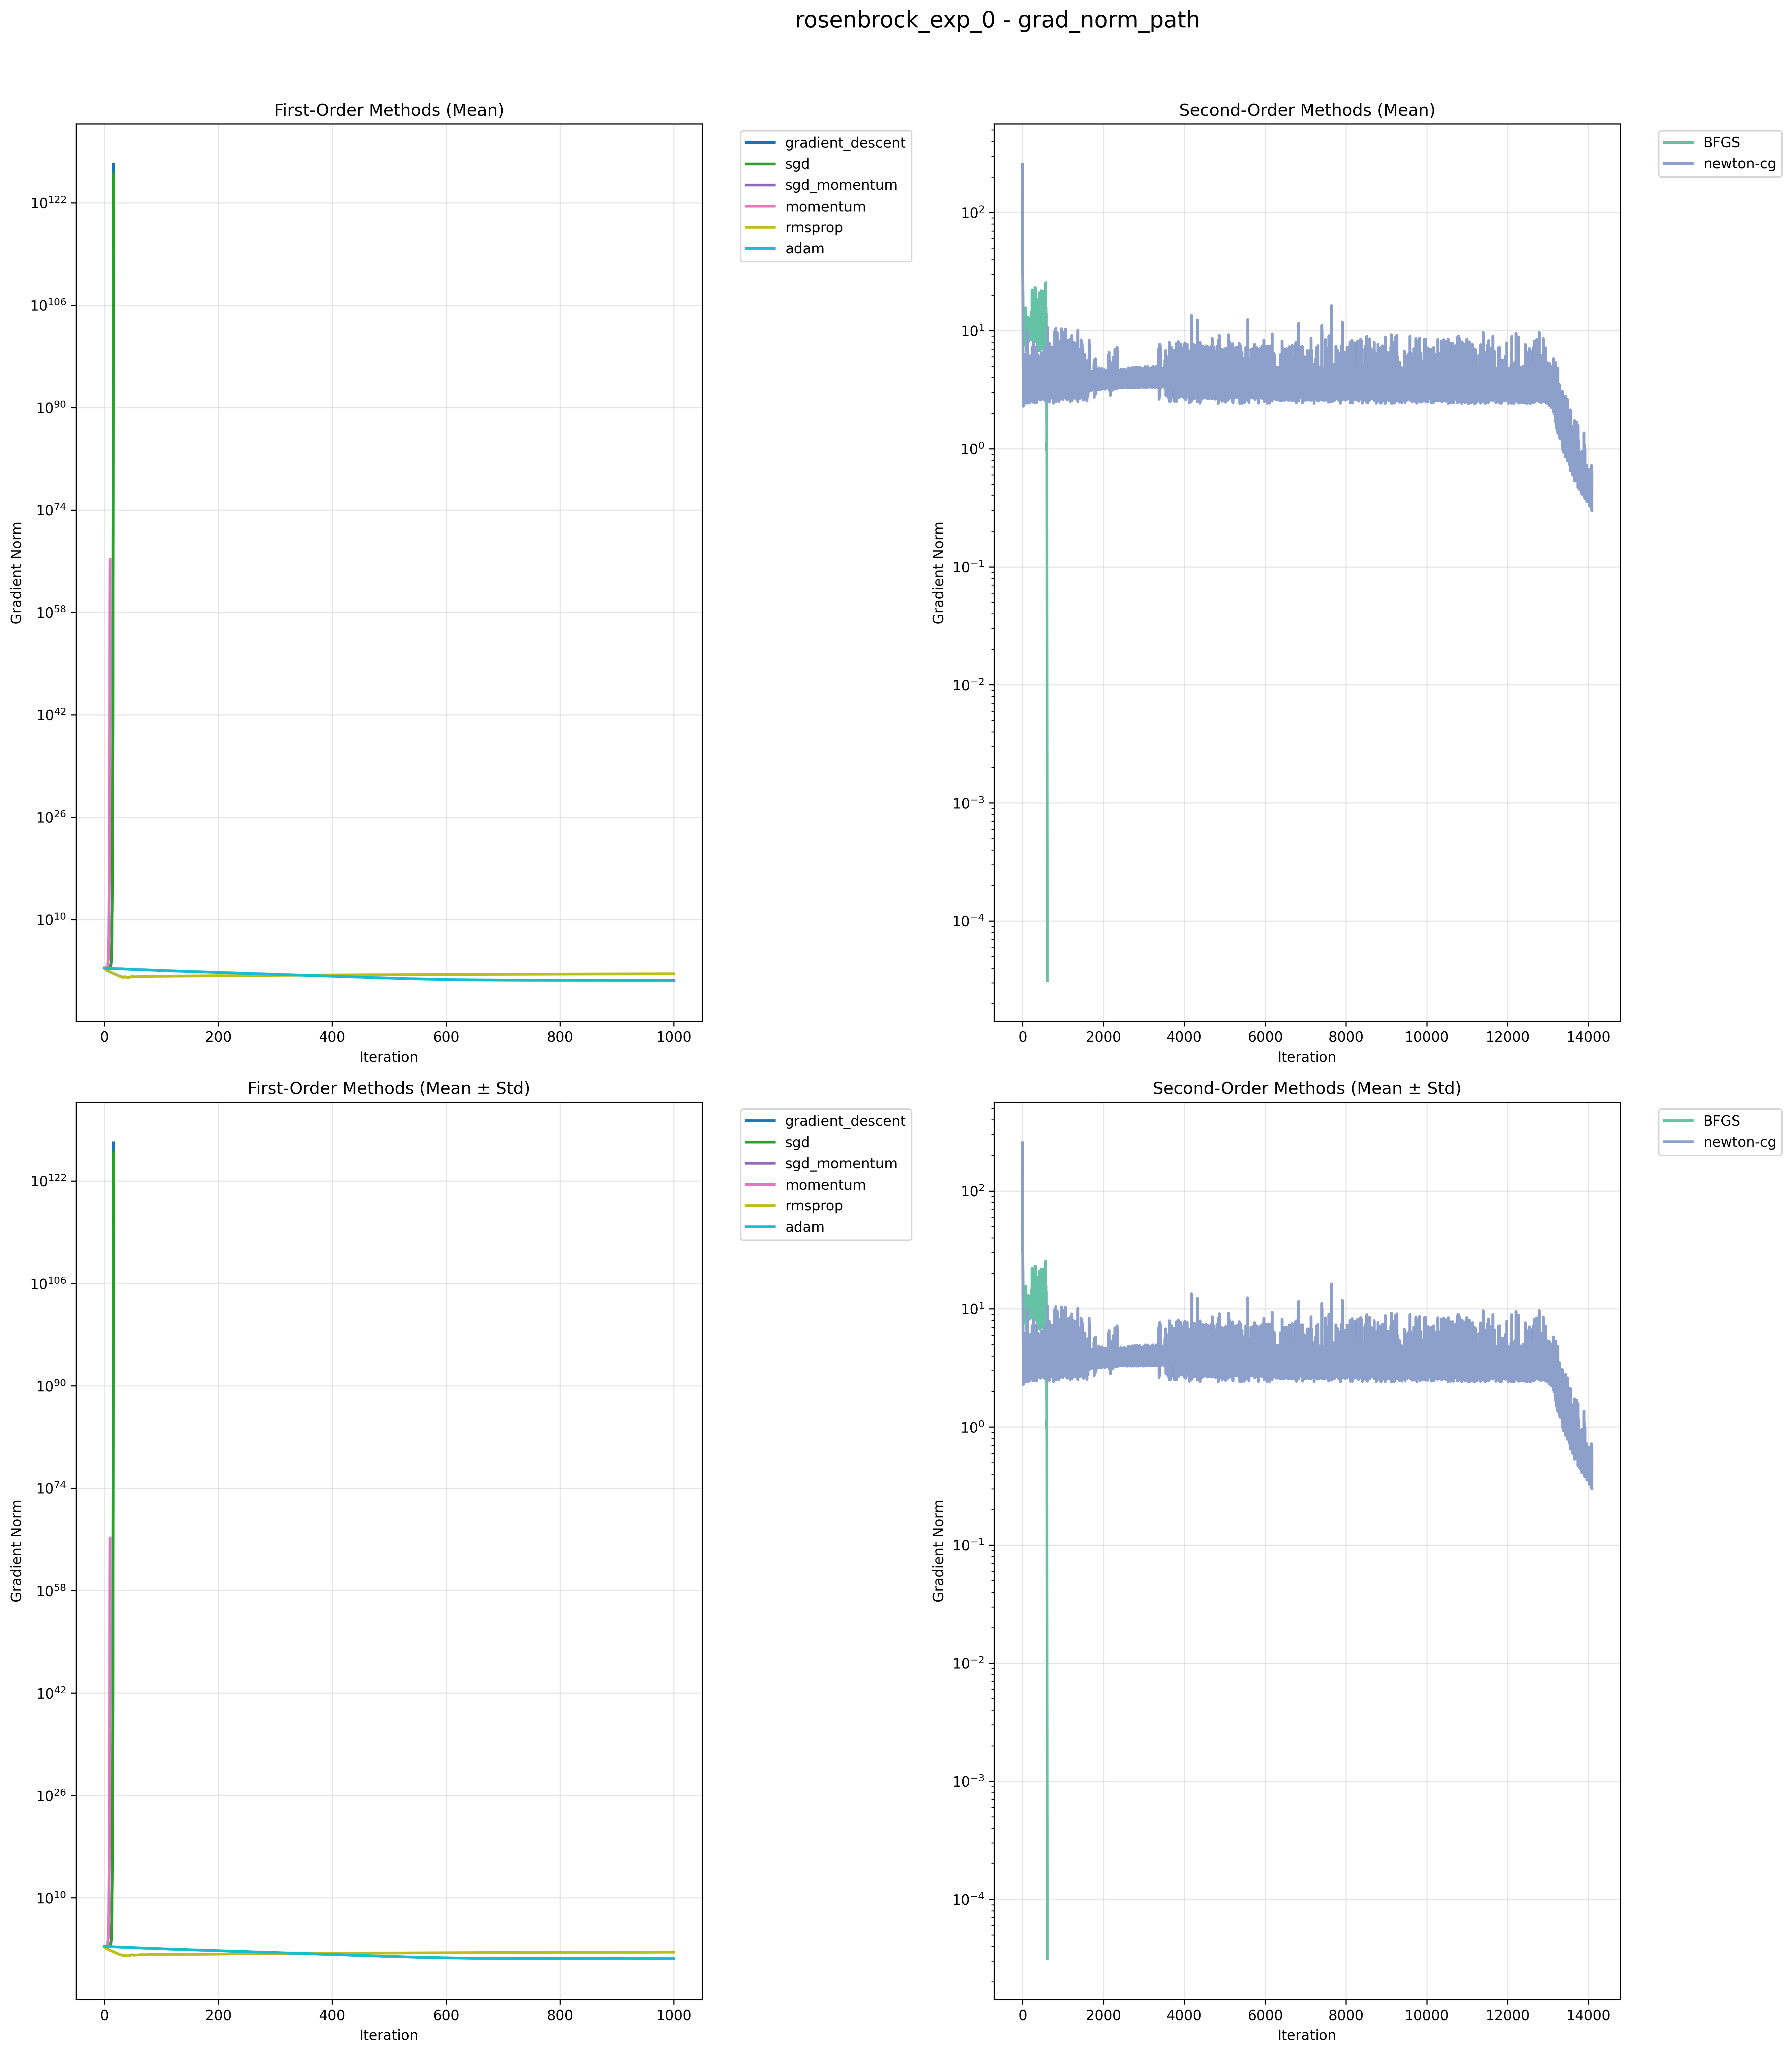 rosenbrock_exp_0 - grad_norm_path
First-Order Methods (Mean)
Gradient Norm
10^122
10^106
10^90
10^74
10^58
10^42
10^26
10^10
0 200 400 600 800 1000
Iteration
gradient_descent
sgd
sgd_momentum
momentum
rmsprop
adam
Second-Order Methods (Mean)
Gradient Norm
10^2
10^1
10^0
10^−1
10^−2
10^−3
10^−4
0 2000 4000 6000 8000 10000 12000 14000
Iteration
BFGS
newton-cg
First-Order Methods (Mean ± Std)
Gradient Norm
10^122
10^106
10^90
10^74
10^58
10^42
10^26
10^10
0 200 400 600 800 1000
Iteration
gradient_descent
sgd
sgd_momentum
momentum
rmsprop
adam
Second-Order Methods (Mean ± Std)
Gradient Norm
10^2
10^1
10^0
10^−1
10^−2
10^−3
10^−4
0 2000 4000 6000 8000 10000 12000 14000
Iteration
BFGS
newton-cg